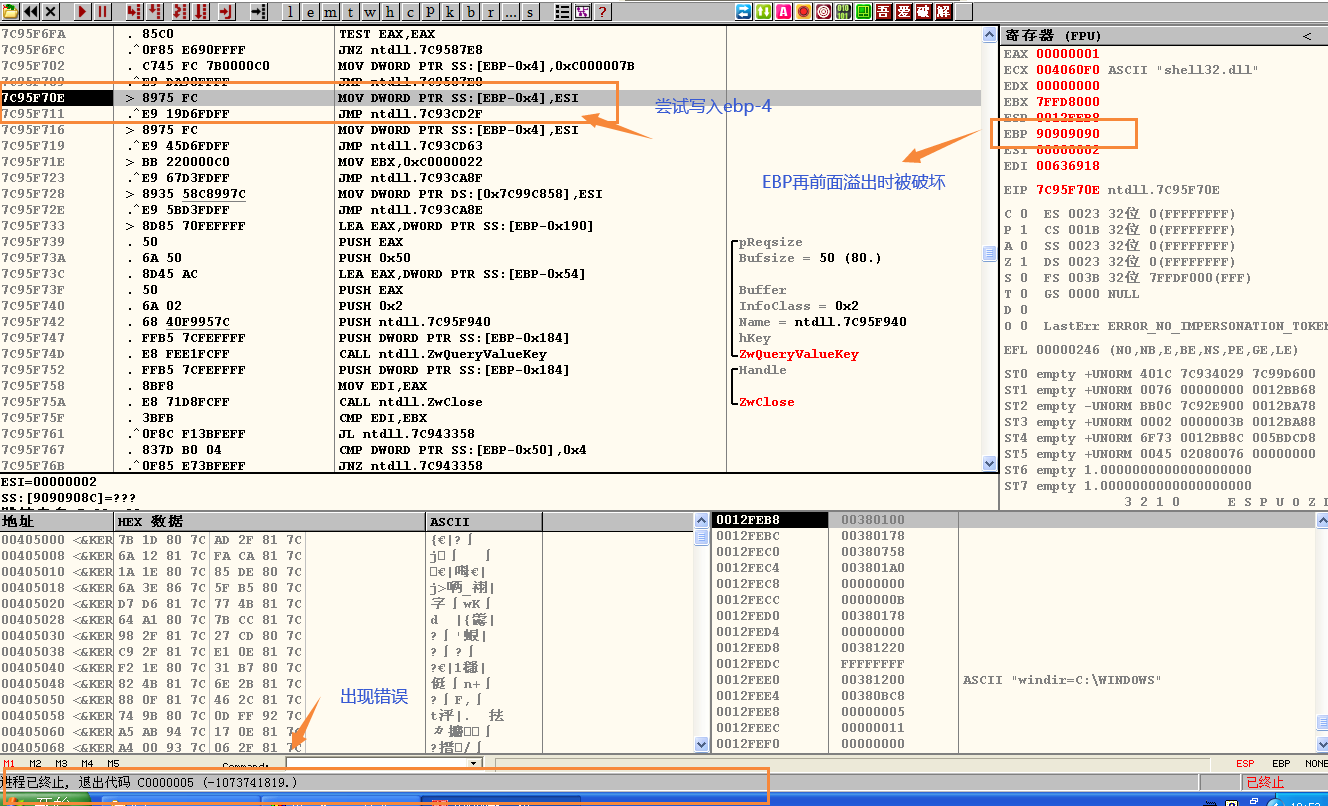 l e m t w h c p k b r ... s ?
吾 爱 破 解
7C95F6FA . 85C0 TEST EAX,EAX
7C95F6FC .^0F85 E690FFFF JNZ ntdll.7C9587E8
7C95F702 . C745 FC 7B0000C0 MOV DWORD PTR SS:[EBP-0x4],0xC000007B
7C95F70E > 8975 FC MOV DWORD PTR SS:[EBP-0x4],ESI
7C95F711 .^E9 19D6FDFF JMP ntdll.7C93CD2F
7C95F716 > 8975 FC MOV DWORD PTR SS:[EBP-0x4],ESI
7C95F719 .^E9 45D6FDFF JMP ntdll.7C93CD63
7C95F71E > BB 220000C0 MOV EBX,0xC0000022
7C95F723 .^E9 67D3FDFF JMP ntdll.7C93CA8F
7C95F728 > 8935 58C8997C MOV DWORD PTR DS:[0x7C99C858],ESI
7C95F72E .^E9 5BD3FDFF JMP ntdll.7C93CA8E
7C95F733 > 8D85 70FEFFFF LEA EAX,DWORD PTR SS:[EBP-0x190]
7C95F739 . 50 PUSH EAX pReqsize
7C95F73A . 6A 50 PUSH 0x50 Bufsize = 50 (80.)
7C95F73C . 8D45 AC LEA EAX,DWORD PTR SS:[EBP-0x54]
7C95F73F . 50 PUSH EAX Buffer
7C95F740 . 6A 02 PUSH 0x2 InfoClass = 0x2
7C95F742 . 68 40F9957C PUSH ntdll.7C95F940 Name = ntdll.7C95F940
7C95F747 . FFB5 7CFEFFFF PUSH DWORD PTR SS:[EBP-0x184] hKey
7C95F74D . E8 FEE1FCFF CALL ntdll.ZwQueryValueKey ZwQueryValueKey
7C95F752 . FFB5 7CFEFFFF PUSH DWORD PTR SS:[EBP-0x184] Handle
7C95F758 . 8BF8 MOV EDI,EAX
7C95F75A . E8 71D8FCFF CALL ntdll.ZwClose ZwClose
7C95F75F . 3BFB CMP EDI,EBX
7C95F761 .^0F8C F13BFEFF JL ntdll.7C943358
7C95F767 . 837D B0 04 CMP DWORD PTR SS:[EBP-0x50],0x4
7C95F76B .^0F85 E73BFEFF JNZ ntdll.7C943358
尝试写入ebp-4
EBP再前面溢出时被破坏
寄存器 (FPU) <
EAX 00000001
ECX 004060F0 ASCII "shell32.dll"
EDX 00000000
EBX 7FFD8000
ESP 0012FEB8
EBP 90909090
ESI 00000002
EDI 00636918
EIP 7C95F70E ntdll.7C95F70E
C 0 ES 0023 32位 0(FFFFFFFF)
P 1 CS 001B 32位 0(FFFFFFFF)
A 0 SS 0023 32位 0(FFFFFFFF)
Z 1 DS 0023 32位 0(FFFFFFFF)
S 0 FS 003B 32位 7FFDF000(FFF)
T 0 GS 0000 NULL
D 0
O 0 LastErr ERROR_NO_IMPERSONATION_TOKEN
EFL 00000246 (NO,NB,E,BE,NS,PE,GE,LE)
ST0 empty +UNORM 401C 7C934029 7C99D600
ST1 empty +UNORM 0076 00000000 0012BB68
ST2 empty -UNORM BB0C 7C92E900 0012BA78
ST3 empty +UNORM 0002 0000003B 0012BA88
ST4 empty +UNORM 6F73 0012BB8C 005BDCD8
ST5 empty +UNORM 0045 02080076 00000000
ST6 empty 1.0000000000000000000
ST7 empty 1.0000000000000000000
3 2 1 0 E S P U O Z
ESI=00000002
SS:[9090908C]=???
地址 HEX 数据 ASCII
00405000 <&KER 7B 1D 80 7C AD 2F 81 7C
00405008 <&KER 6A 12 81 7C FA CA 81 7C
00405010 <&KER 1A 1E 80 7C 85 DE 80 7C
00405018 <&KER 6A 3E 86 7C 5F B5 80 7C
00405020 <&KER D7 D6 81 7C 77 4B 81 7C
00405028 <&KER 64 A1 80 7C 7B CC 81 7C
00405030 <&KER 98 2F 81 7C 27 CD 80 7C
00405038 <&KER C9 2F 81 7C E1 0E 81 7C
00405040 <&KER F2 1E 80 7C 31 B7 80 7C
00405048 <&KER 82 4B 81 7C 6E 2B 81 7C
00405050 <&KER 88 0F 81 7C 46 2C 81 7C
00405058 <&KER 74 9B 80 7C 0D FF 92 7C
00405060 <&KER A5 AB 94 7C 17 0E 81 7C
00405068 <&KER A4 00 93 7C 06 2F 81 7C
出现错误
0012FEB8 00380100
0012FEBC 00380178
0012FEC0 00380758
0012FEC4 003801A0
0012FEC8 00000000
0012FECC 0000000B
0012FED0 00380178
0012FED4 00000000
0012FED8 00381220
0012FEDC FFFFFFFF
0012FEE0 00381200 ASCII "windir=C:\WINDOWS"
0012FEE4 00380BC8
0012FEE8 00000005
0012FEEC 00000011
0012FEF0 00000000
M1 M2 M3 M4 M5 Command: ESP EBP NONE
进程已终止, 退出代码 C0000005 (-1073741819.) 已终止